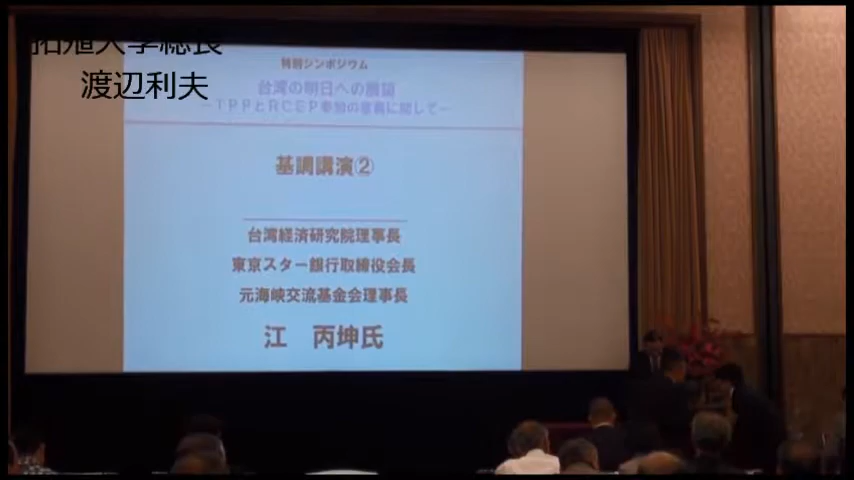 拓殖大学総長
渡辺利夫
特別シンポジウム
台湾の明日への展望
－ＴＰＰとＲＣＥＰ参加の意義に関して－
基調講演②
台湾経済研究院理事長
東京スター銀行取締役会長
元海峡交流基金会理事長
江　丙坤氏